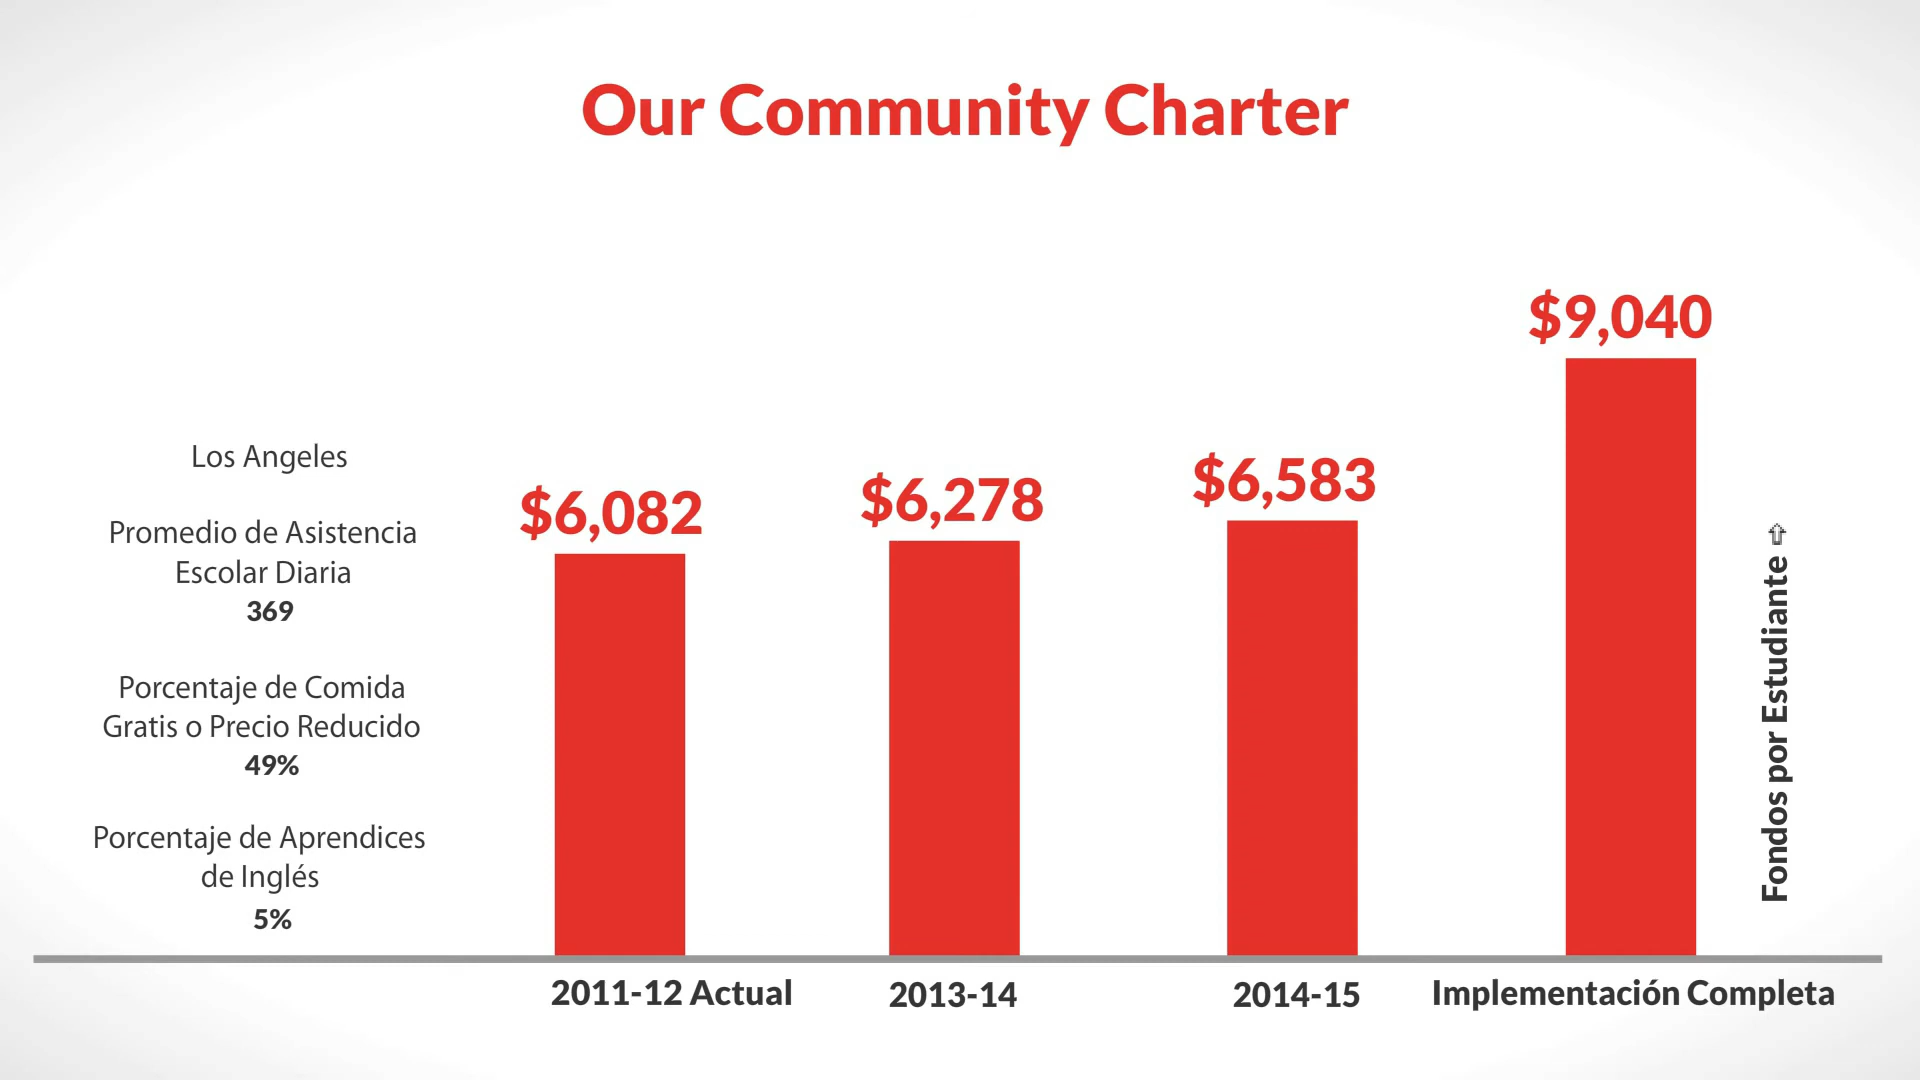 Our Community Charter
Los Angeles
Promedio de Asistencia
Escolar Diaria
369
Porcentaje de Comida
Gratis o Precio Reducido
49%
Porcentaje de Aprendices
de Inglés
5%
$6,082
$6,278
$6,583
$9,040
Fondos por Estudiante ⇧
2011-12 Actual
2013-14
2014-15
Implementación Completa